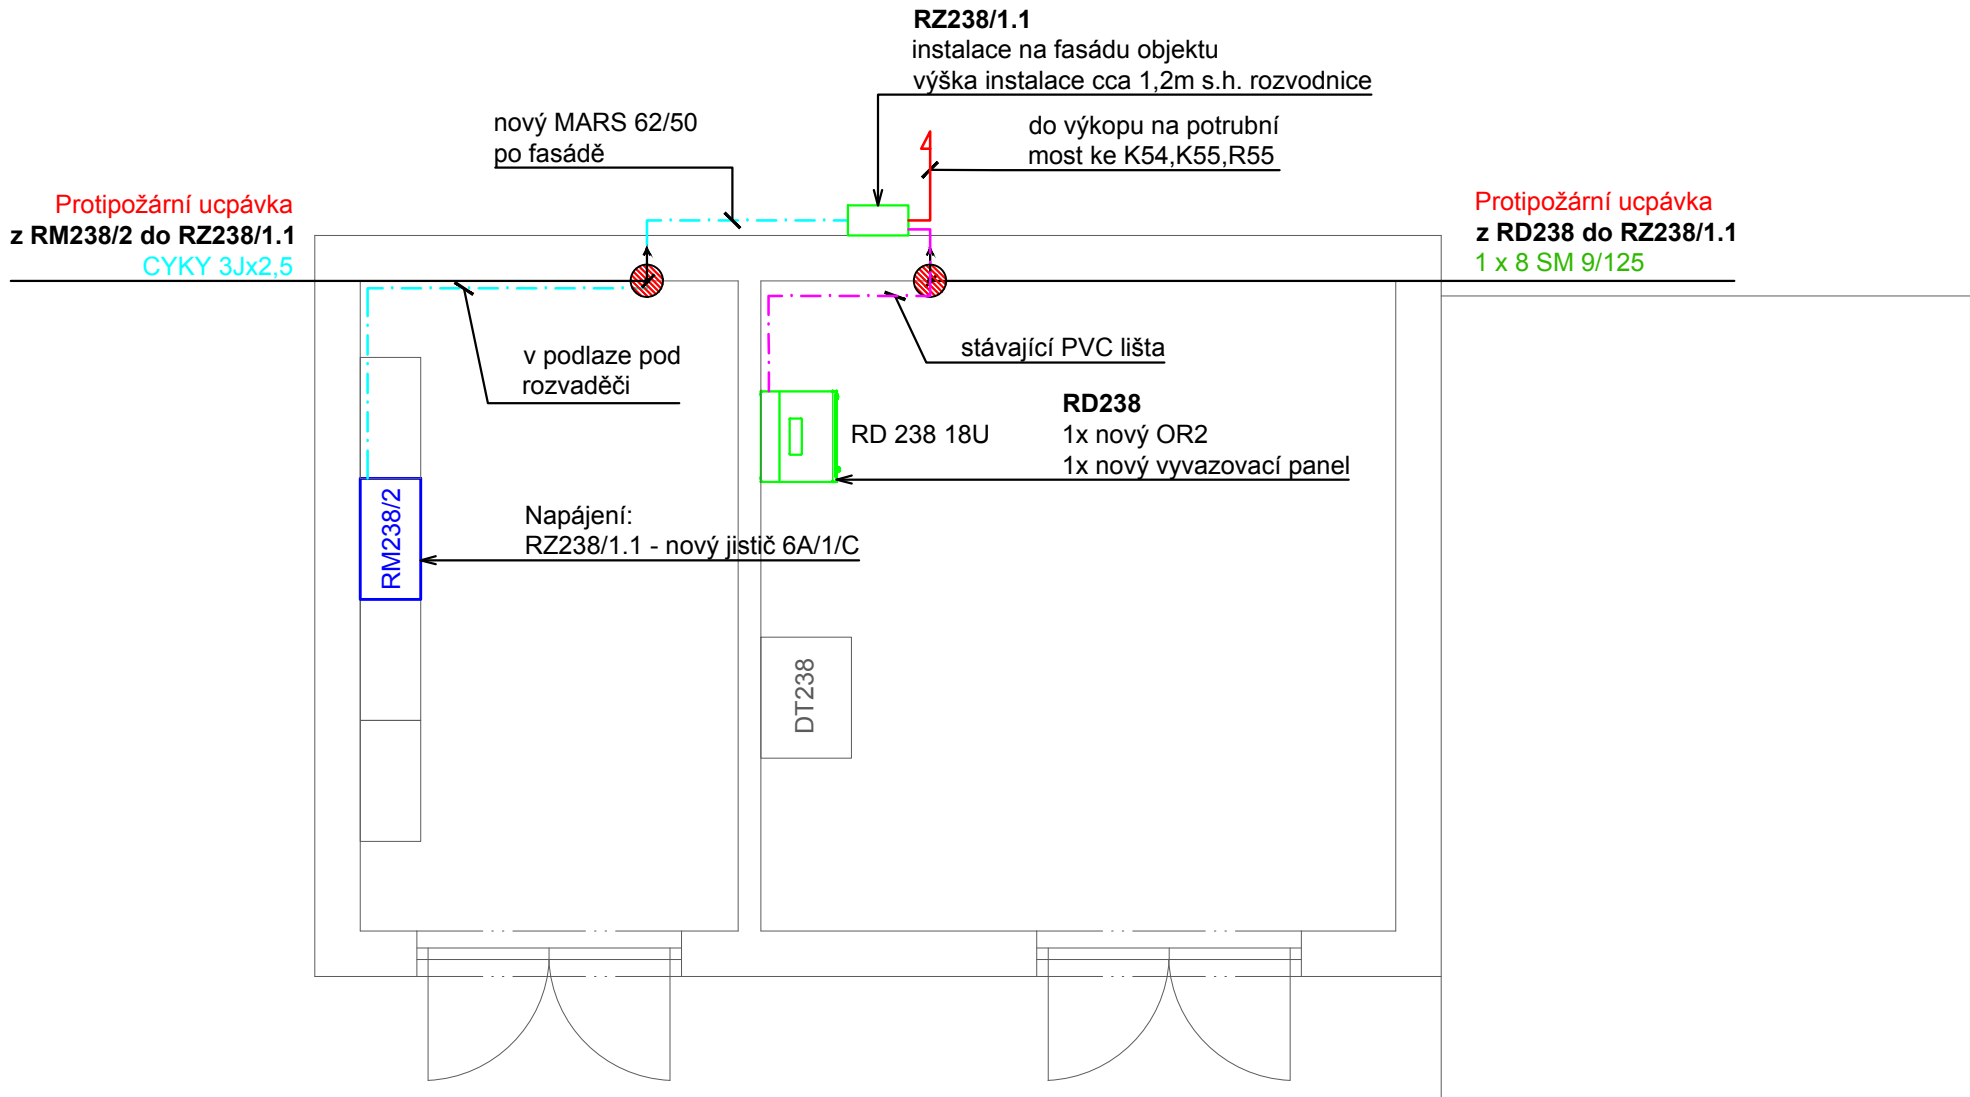 RZ238/1.1
instalace na fasádu objektu
výška instalace cca 1,2m s.h. rozvodnice
nový MARS 62/50
po fasádě
do výkopu na potrubní
most ke K54,K55,R55
Protipožární ucpávka
z RM238/2 do RZ238/1.1
CYKY 3Jx2,5
Protipožární ucpávka
z RD238 do RZ238/1.1
1 x 8 SM 9/125
v podlaze pod
rozvaděči
stávající PVC lišta
RD 238 18U
RD238
1x nový OR2
1x nový vyvazovací panel
RM238/2
Napájení:
RZ238/1.1 - nový jistič 6A/1/C
DT238